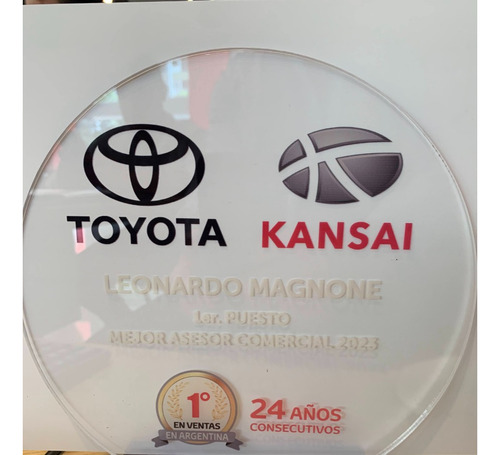 TOYOTA
KANSAI
LEONARDO MAGNONE
1er. PUESTO
MEJOR ASESOR COMERCIAL 2023
1°
EN VENTAS
EN ARGENTINA
24 AÑOS
CONSECUTIVOS